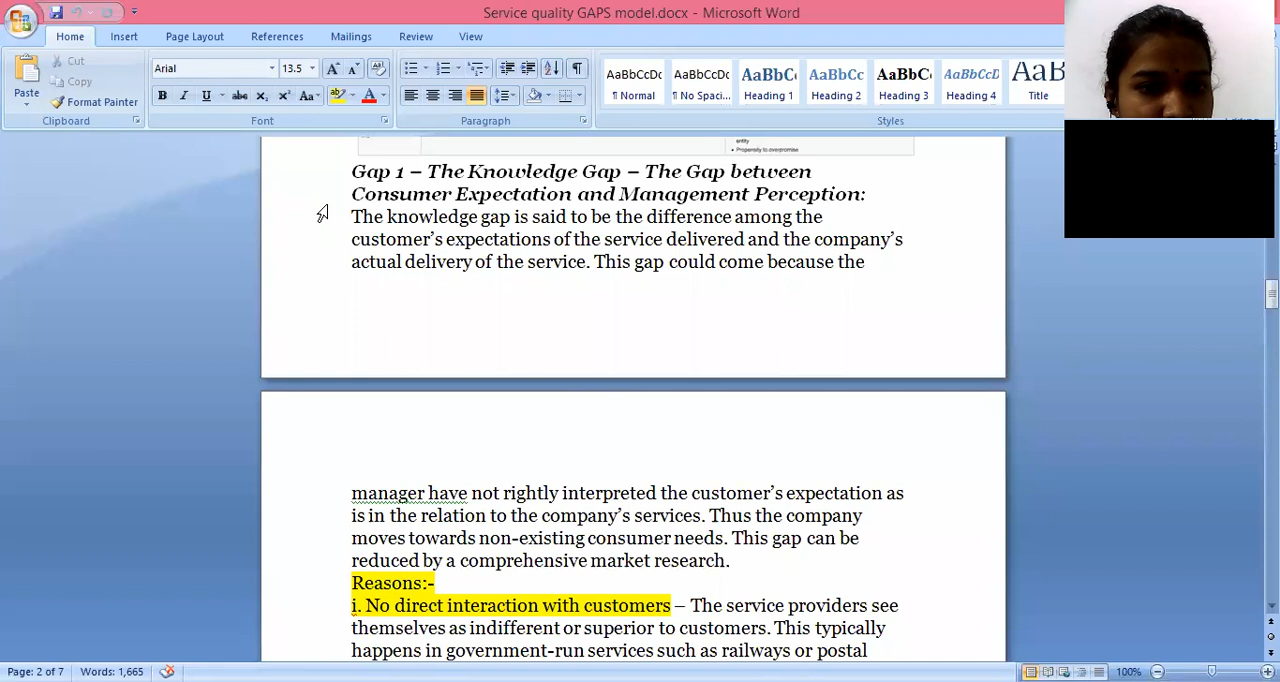 Service quality GAPS model.docx - Microsoft Word
Home Insert Page Layout References Mailings Review View
Paste
Cut
Copy
Format Painter
Clipboard
Arial 13.5
B I U abc x₂ x² Aa
Font
Paragraph
AaBbCcDc AaBbCcDc AaBbC AaBbCc AaBbCc AaBbCcD AaB
¶ Normal ¶ No Spaci... Heading 1 Heading 2 Heading 3 Heading 4 Title
Styles
entity
• Propensity to overpromise
Gap 1 – The Knowledge Gap – The Gap between
Consumer Expectation and Management Perception:
The knowledge gap is said to be the difference among the
customer’s expectations of the service delivered and the company’s
actual delivery of the service. This gap could come because the
manager have not rightly interpreted the customer’s expectation as
is in the relation to the company’s services. Thus the company
moves towards non-existing consumer needs. This gap can be
reduced by a comprehensive market research.
Reasons:-
i. No direct interaction with customers – The service providers see
themselves as indifferent or superior to customers. This typically
happens in government-run services such as railways or postal
Page: 2 of 7 Words: 1,665 100%